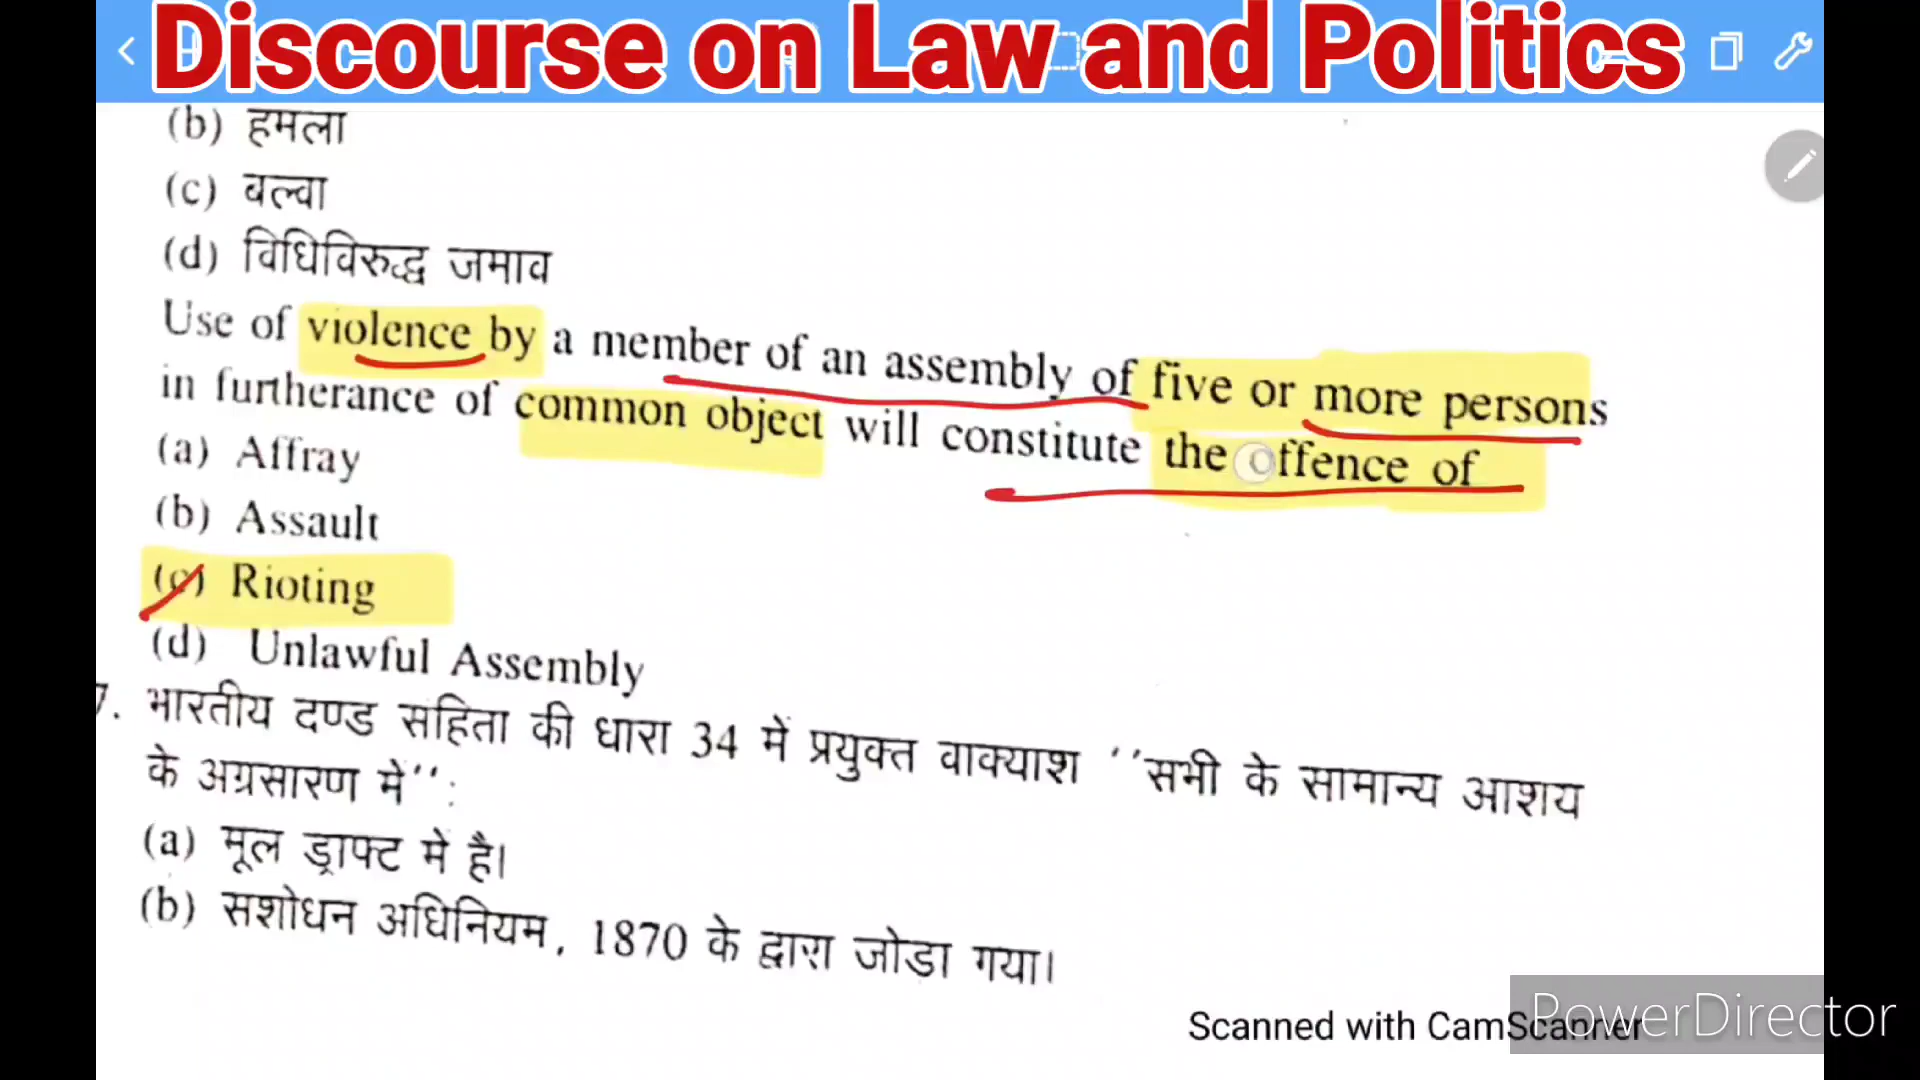 Discourse on Law and Politics
(b) हमला
(c) बल्वा
(d) विधिविरुद्ध जमाव
Use of violence by a member of an assembly of five or more persons
in furtherance of common object will constitute the offence of
(a) Affray
(b) Assault
(c) Rioting
(d) Unlawful Assembly
7. भारतीय दण्ड सहिता की धारा 34 में प्रयुक्त वाक्याश ''सभी के सामान्य आशय
के अग्रसारण मे'' :
(a) मूल ड्राफ्ट मे है।
(b) सशोधन अधिनियम, 1870 के द्वारा जोड़ा गया।
Scanned with CamScanner
PowerDirector